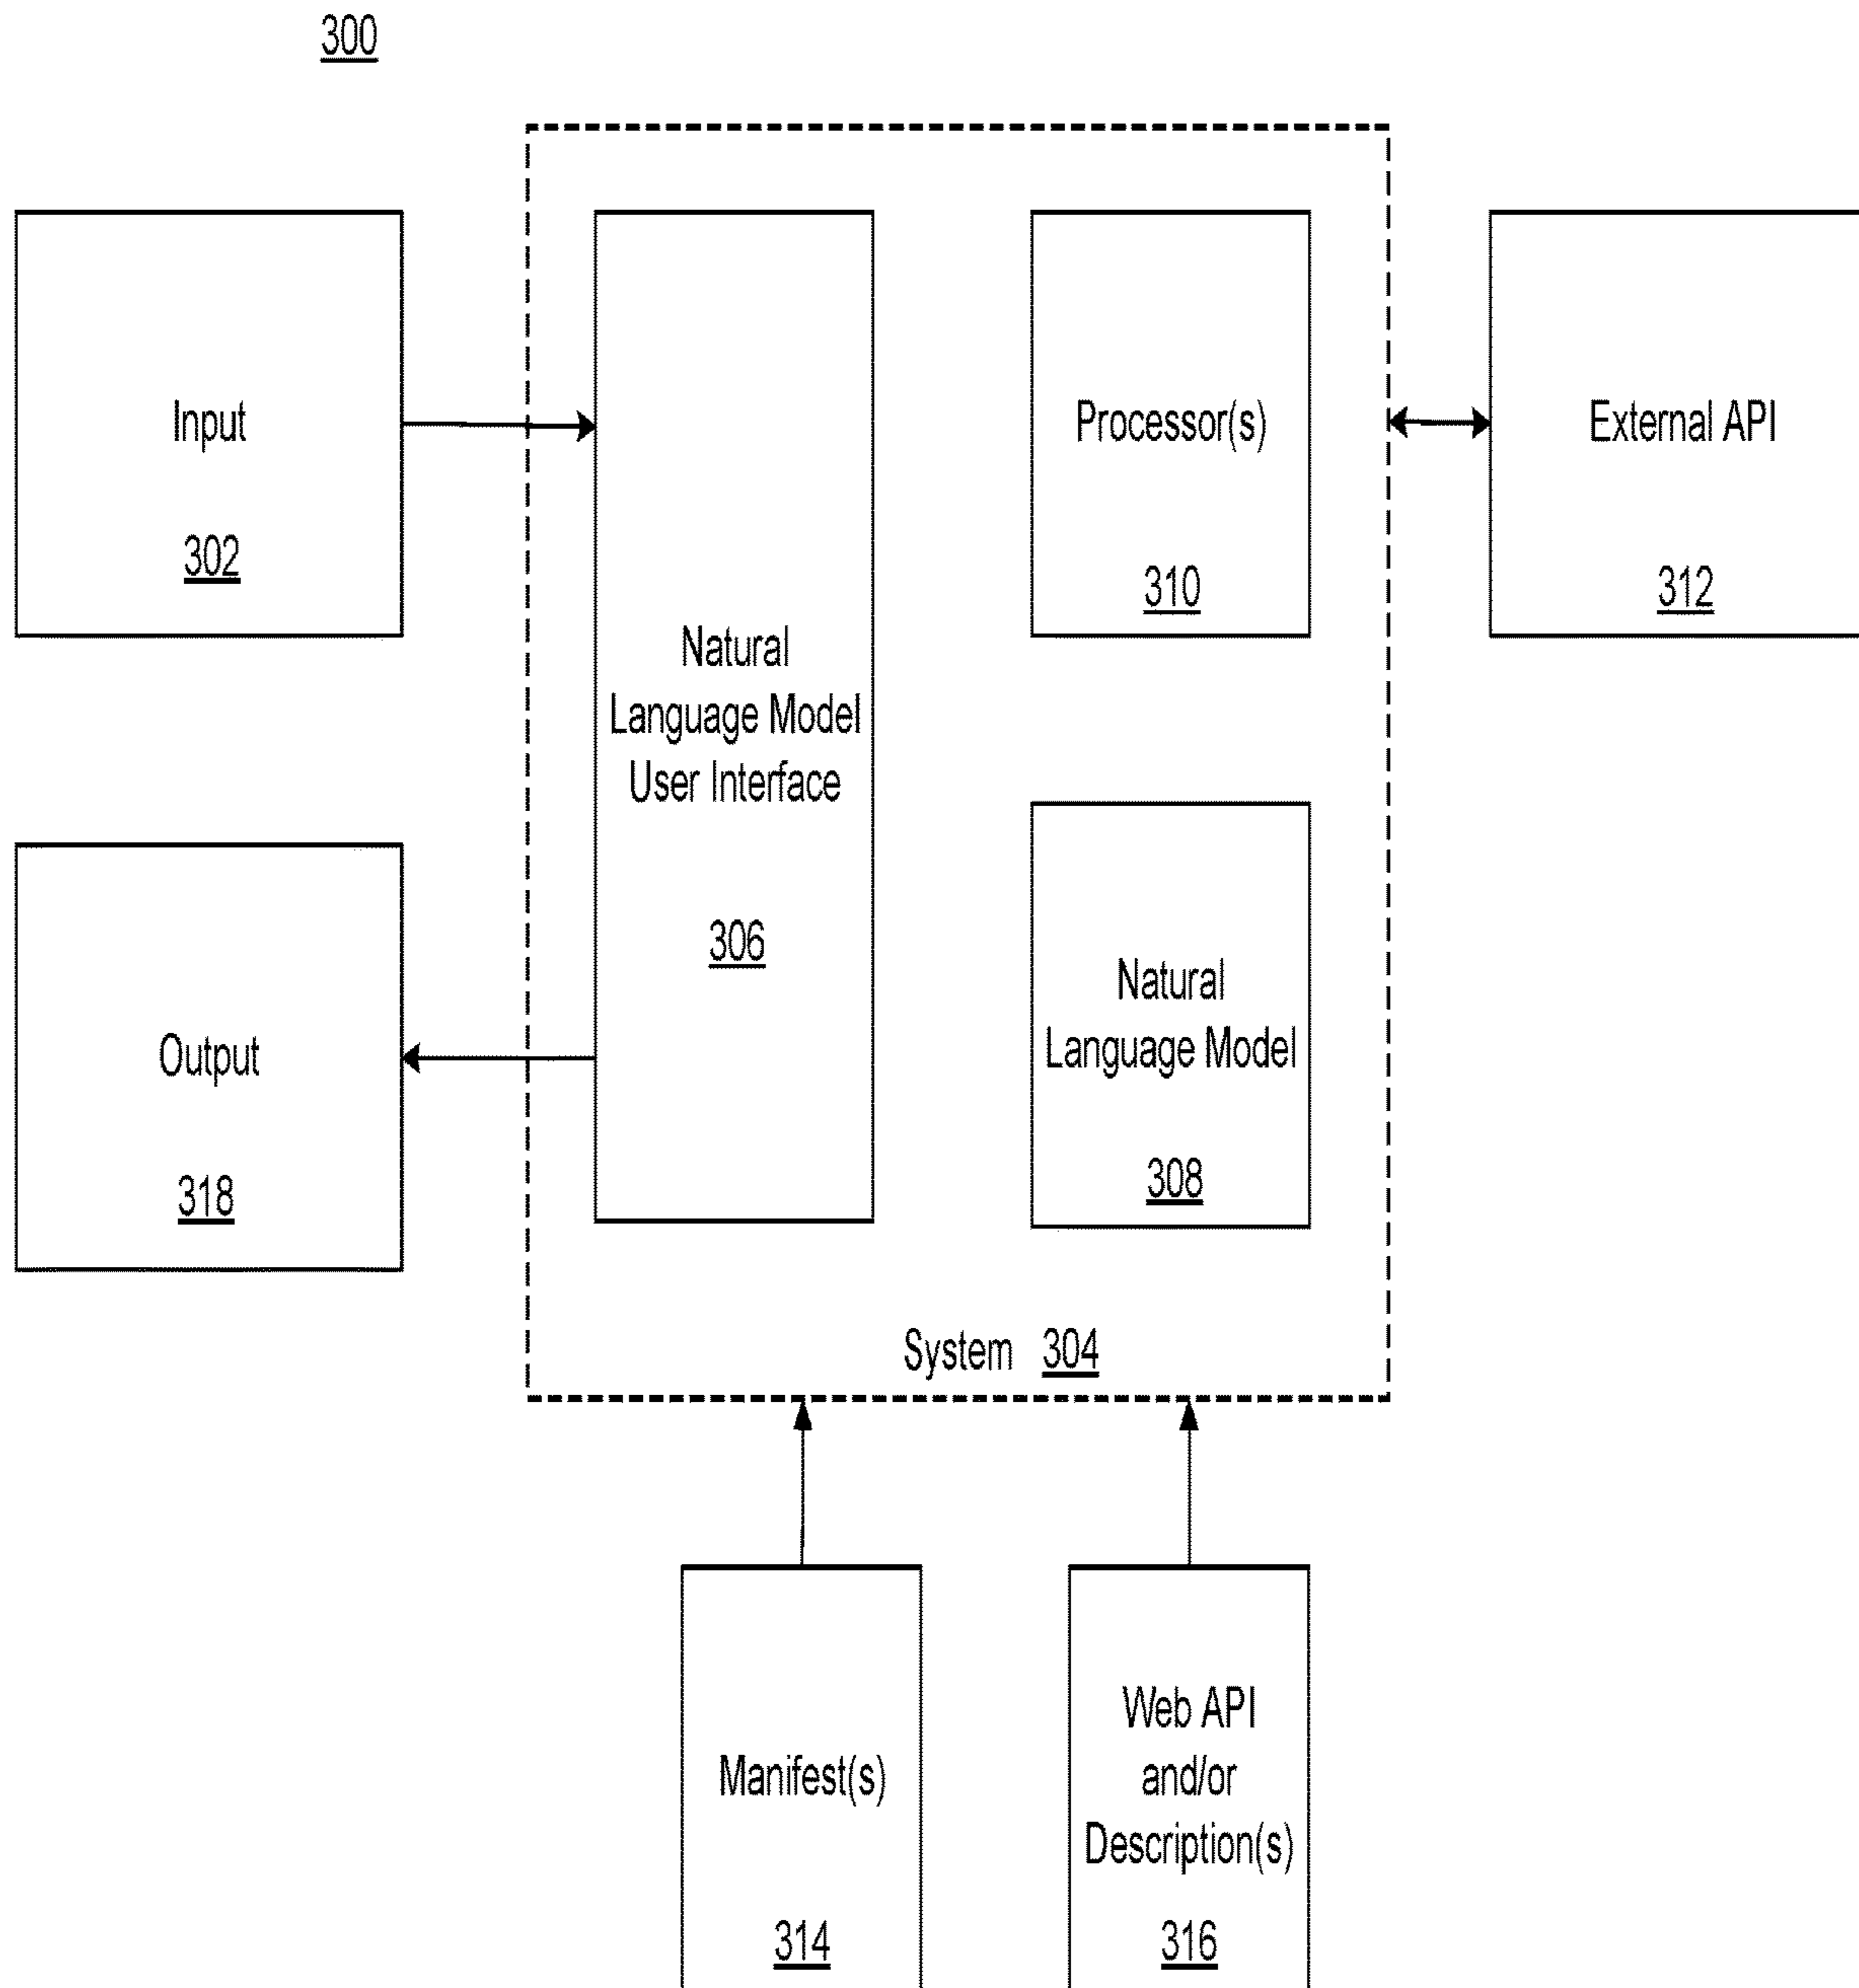 300
Input
302
Natural
Language Model
User Interface
306
Processor(s)
310
External API
312
Output
318
Natural
Language Model
308
System 304
Manifest(s)
314
Web API
and/or
Description(s)
316